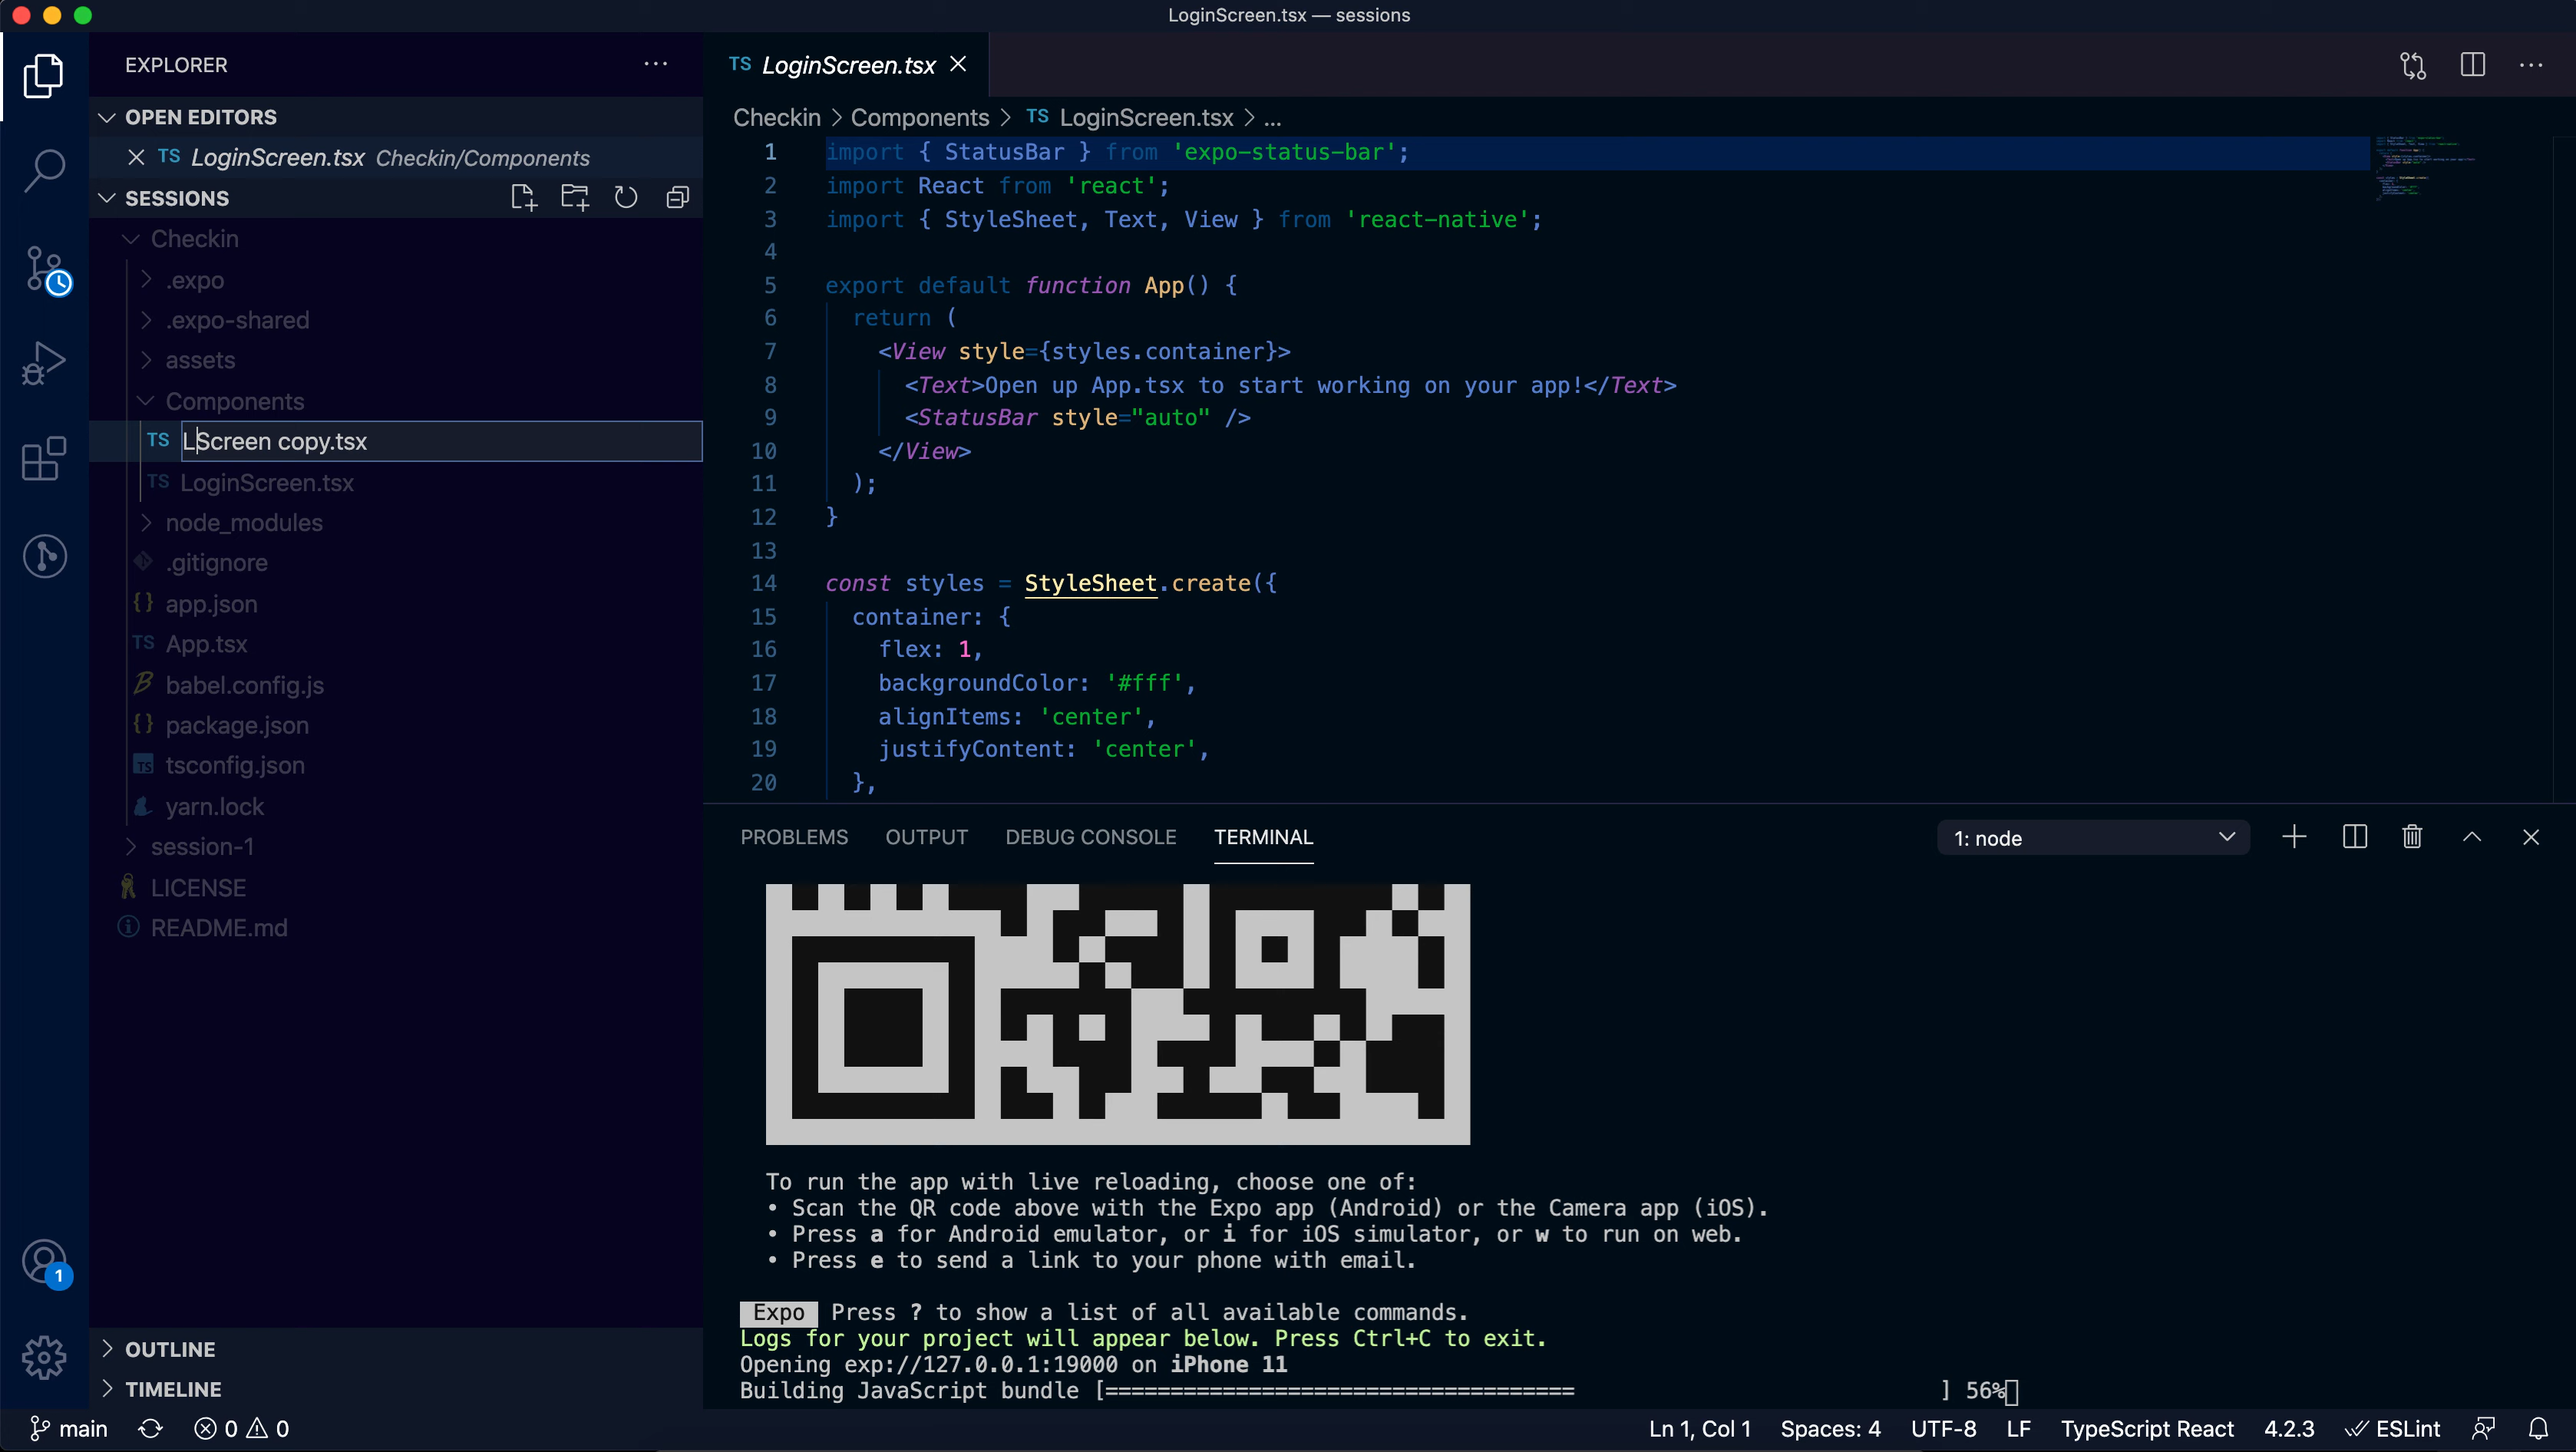 LoginScreen.tsx — sessions
EXPLORER
OPEN EDITORS
TS LoginScreen.tsx Checkin/Components
SESSIONS
Checkin
.expo
.expo-shared
assets
Components
TS LScreen copy.tsx
TS LoginScreen.tsx
node_modules
.gitignore
{} app.json
TS App.tsx
babel.config.js
{} package.json
TS tsconfig.json
yarn.lock
session-1
LICENSE
README.md
OUTLINE
TIMELINE
1
TS LoginScreen.tsx
Checkin > Components > TS LoginScreen.tsx > ...
1 import { StatusBar } from 'expo-status-bar';
2 import React from 'react';
3 import { StyleSheet, Text, View } from 'react-native';
4
5 export default function App() {
6 return (
7 <View style={styles.container}>
8 <Text>Open up App.tsx to start working on your app!</Text>
9 <StatusBar style="auto" />
10 </View>
11 );
12 }
13
14 const styles = StyleSheet.create({
15 container: {
16 flex: 1,
17 backgroundColor: '#fff',
18 alignItems: 'center',
19 justifyContent: 'center',
20 },
PROBLEMS OUTPUT DEBUG CONSOLE TERMINAL 1: node
To run the app with live reloading, choose one of:
• Scan the QR code above with the Expo app (Android) or the Camera app (iOS).
• Press a for Android emulator, or i for iOS simulator, or w to run on web.
• Press e to send a link to your phone with email.
Expo Press ? to show a list of all available commands.
Logs for your project will appear below. Press Ctrl+C to exit.
Opening exp://127.0.0.1:19000 on iPhone 11
Building JavaScript bundle [==================================== ] 56%
main 0 0 Ln 1, Col 1 Spaces: 4 UTF-8 LF TypeScript React 4.2.3 ESLint